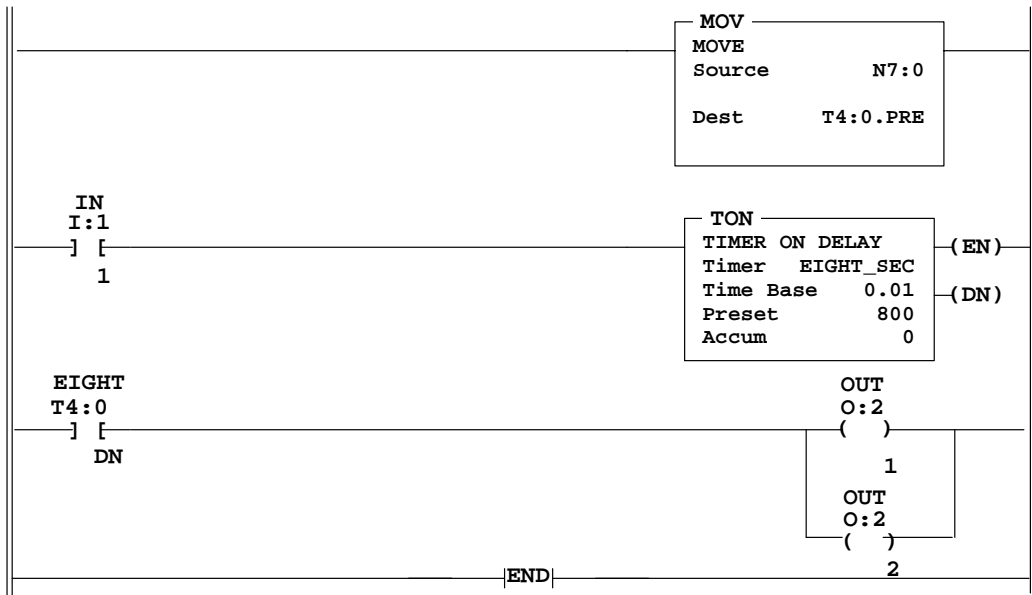 MOV
MOVE
Source N7:0
Dest T4:0.PRE
IN
I:1
] [
1
TON
TIMER ON DELAY
Timer EIGHT_SEC
Time Base 0.01
Preset 800
Accum 0
(EN)
(DN)
EIGHT
T4:0
] [
DN
OUT
O:2
( )
1
OUT
O:2
( )
2
END